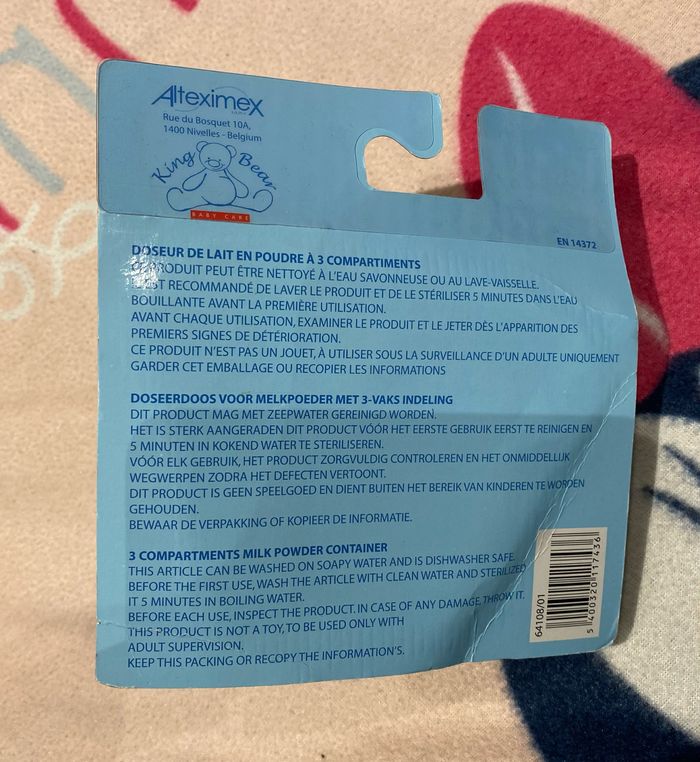 Alteximex
Rue du Bosquet 10A,
1400 Nivelles - Belgium
King Bear
BABY CARE
EN 14372
DOSEUR DE LAIT EN POUDRE À 3 COMPARTIMENTS
CE PRODUIT PEUT ÊTRE NETTOYÉ À L'EAU SAVONNEUSE OU AU LAVE-VAISSELLE.
IL EST RECOMMANDÉ DE LAVER LE PRODUIT ET DE LE STÉRILISER 5 MINUTES DANS L'EAU
BOUILLANTE AVANT LA PREMIÈRE UTILISATION.
AVANT CHAQUE UTILISATION, EXAMINER LE PRODUIT ET LE JETER DÈS L'APPARITION DES
PREMIERS SIGNES DE DÉTÉRIORATION.
CE PRODUIT N'EST PAS UN JOUET, À UTILISER SOUS LA SURVEILLANCE D'UN ADULTE UNIQUEMENT
GARDER CET EMBALLAGE OU RECOPIER LES INFORMATIONS
DOSEERDOOS VOOR MELKPOEDER MET 3-VAKS INDELING
DIT PRODUCT MAG MET ZEEPWATER GEREINIGD WORDEN.
HET IS STERK AANGERADEN DIT PRODUCT VÓÓR HET EERSTE GEBRUIK EERST TE REINIGEN EN
5 MINUTEN IN KOKEND WATER TE STERILISEREN.
VÓÓR ELK GEBRUIK, HET PRODUCT ZORGVULDIG CONTROLEREN EN HET ONMIDDELLIJK
WEGWERPEN ZODRA HET DEFECTEN VERTOONT.
DIT PRODUCT IS GEEN SPEELGOED EN DIENT BUITEN HET BEREIK VAN KINDEREN TE WORDEN
GEHOUDEN.
BEWAAR DE VERPAKKING OF KOPIEER DE INFORMATIE.
3 COMPARTMENTS MILK POWDER CONTAINER
THIS ARTICLE CAN BE WASHED ON SOAPY WATER AND IS DISHWASHER SAFE.
BEFORE THE FIRST USE, WASH THE ARTICLE WITH CLEAN WATER AND STERILIZED
IT 5 MINUTES IN BOILING WATER.
BEFORE EACH USE, INSPECT THE PRODUCT. IN CASE OF ANY DAMAGE, THROW IT.
THIS PRODUCT IS NOT A TOY, TO BE USED ONLY WITH
ADULT SUPERVISION.
KEEP THIS PACKING OR RECOPY THE INFORMATION'S.
64108/01
5 400320 117436